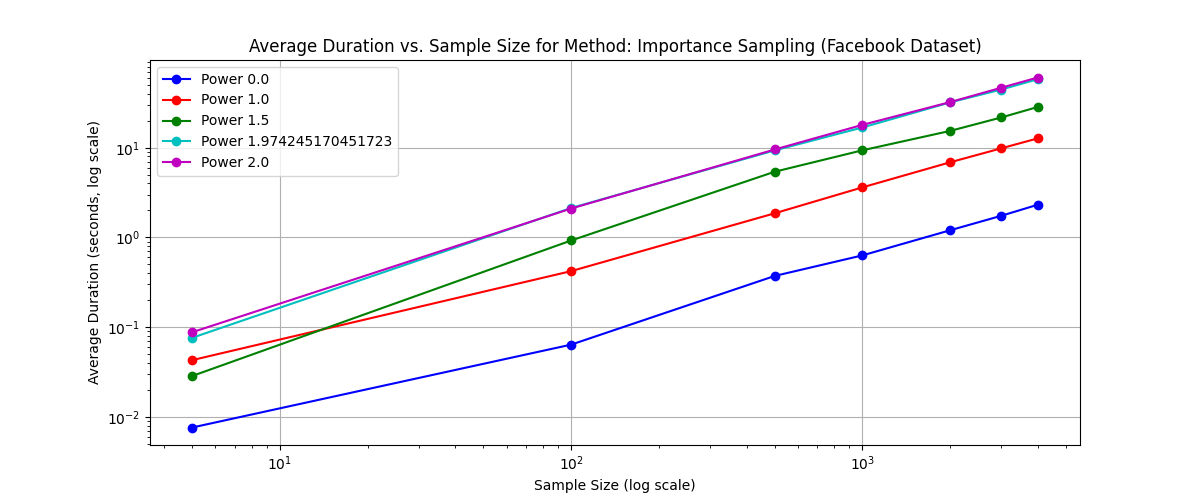 Average Duration vs. Sample Size for Method: Importance Sampling (Facebook Dataset)
Power 0.0
Power 1.0
Power 1.5
Power 1.974245170451723
Power 2.0
Average Duration (seconds, log scale)
10¹
10⁰
10⁻¹
10⁻²
10¹ 10² 10³
Sample Size (log scale)